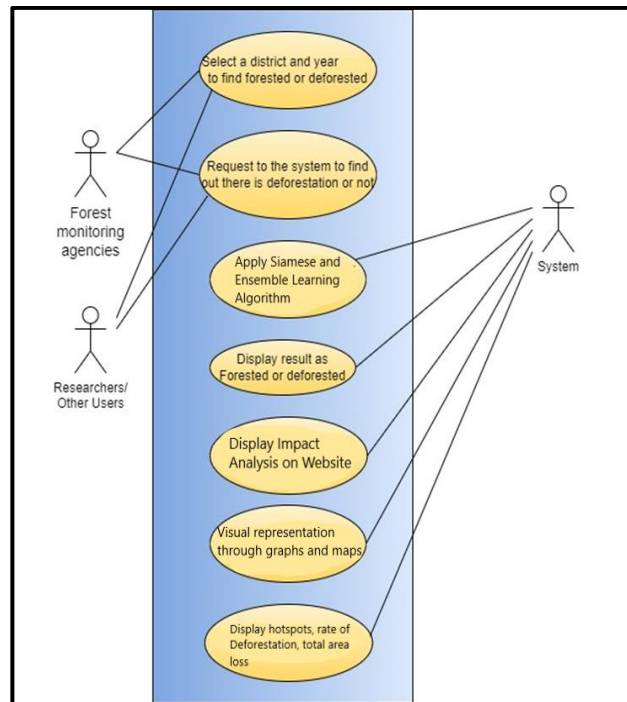 Select a district and year
to find forested or deforested
Request to the system to find
out there is deforestation or not
Forest
monitoring
agencies
Apply Siamese and
Ensemble Learning
Algorithm
System
Display result as
Forested or deforested
Researchers/
Other Users
Display Impact
Analysis on Website
Visual representation
through graphs and maps
Display hotspots, rate of
Deforestation, total area
loss